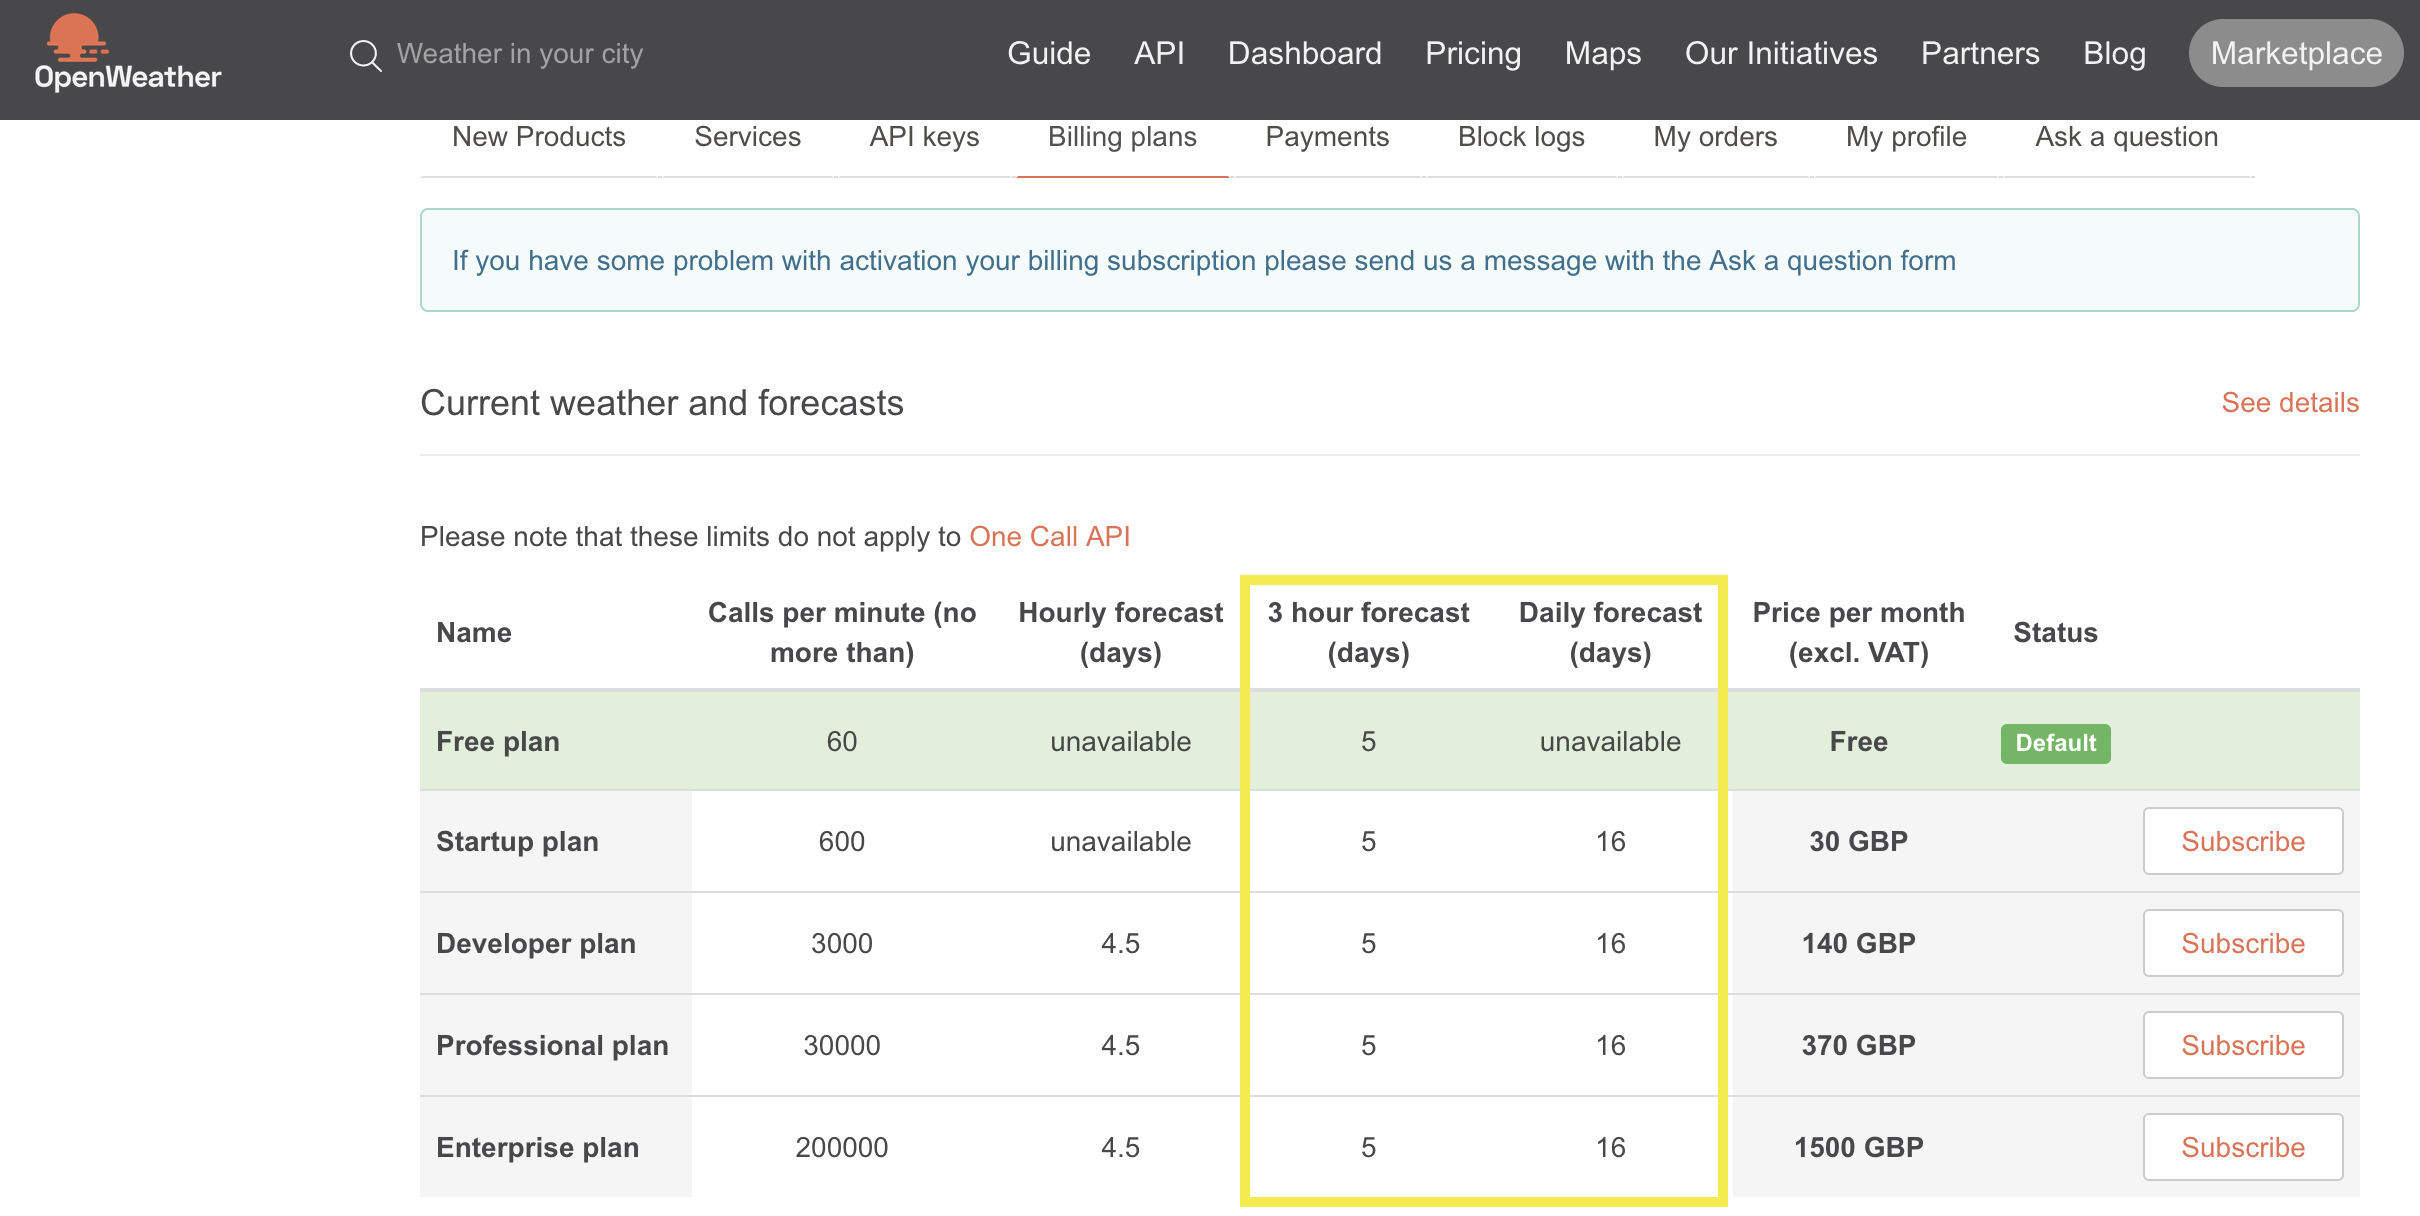 OpenWeather
Weather in your city
Guide API Dashboard Pricing Maps Our Initiatives Partners Blog Marketplace
New Products Services API keys Billing plans Payments Block logs My orders My profile Ask a question
If you have some problem with activation your billing subscription please send us a message with the Ask a question form
Current weather and forecasts
See details
Please note that these limits do not apply to One Call API
Name Calls per minute (no more than) Hourly forecast (days) 3 hour forecast (days) Daily forecast (days) Price per month (excl. VAT) Status
Free plan 60 unavailable 5 unavailable Free Default
Startup plan 600 unavailable 5 16 30 GBP Subscribe
Developer plan 3000 4.5 5 16 140 GBP Subscribe
Professional plan 30000 4.5 5 16 370 GBP Subscribe
Enterprise plan 200000 4.5 5 16 1500 GBP Subscribe